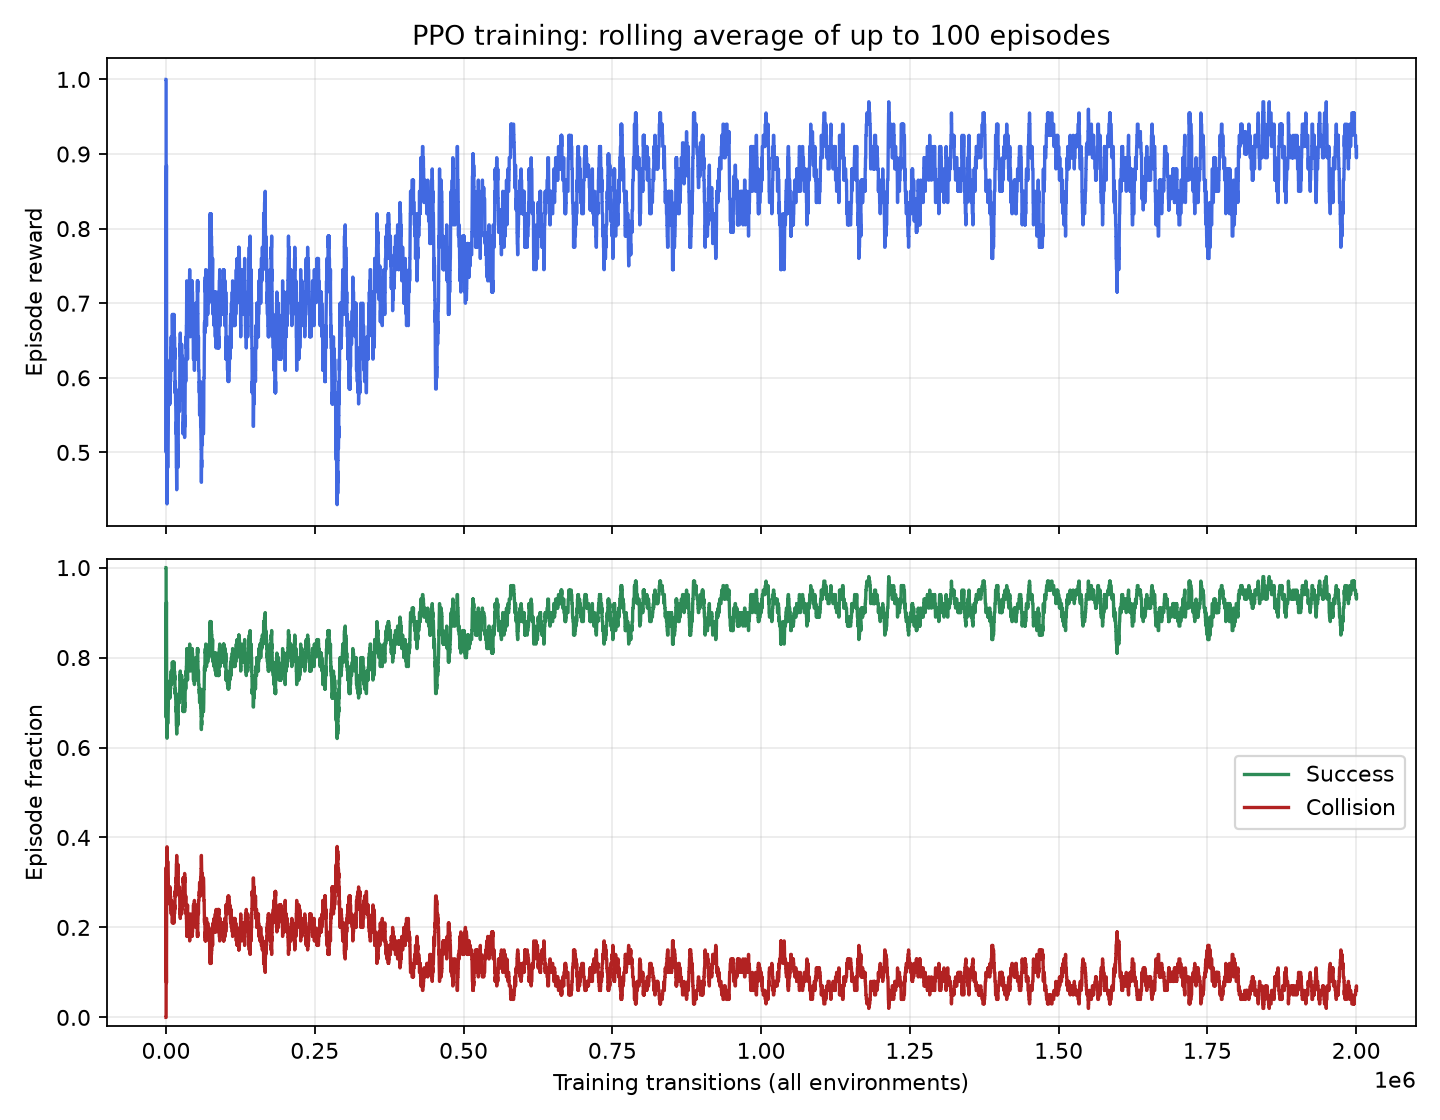 PPO training: rolling average of up to 100 episodes
1.0
0.9
0.8
0.7
0.6
0.5
Episode reward
1.0
0.8
0.6
0.4
0.2
0.0
Episode fraction
Success
Collision
0.00 0.25 0.50 0.75 1.00 1.25 1.50 1.75 2.00
1e6
Training transitions (all environments)